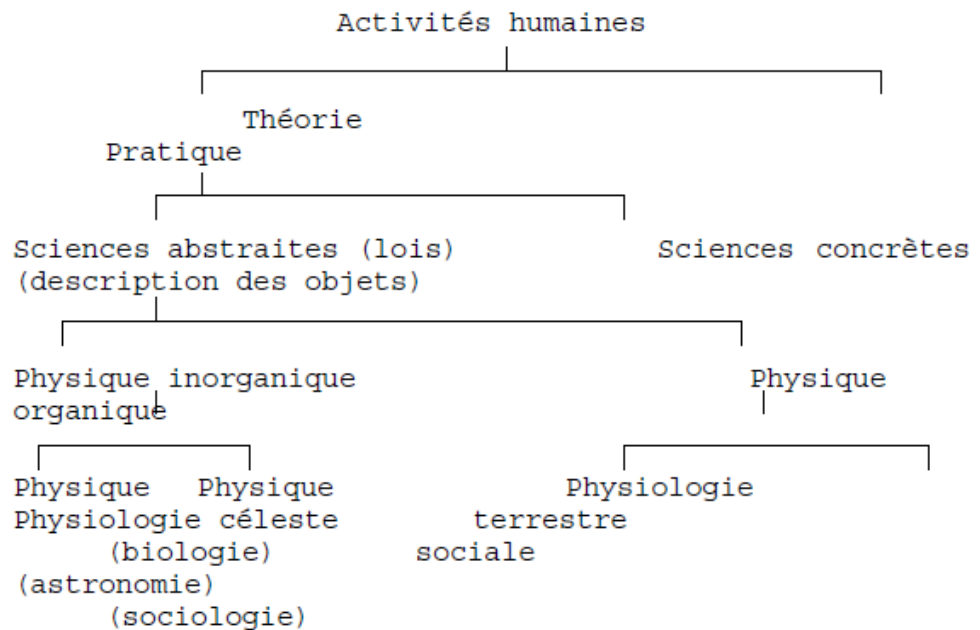 Activités humaines
Théorie
Pratique
Sciences abstraites (lois) Sciences concrètes
(description des objets)
Physique inorganique Physique
organique
Physique Physique Physiologie
Physiologie céleste terrestre
(biologie) sociale
(astronomie)
(sociologie)